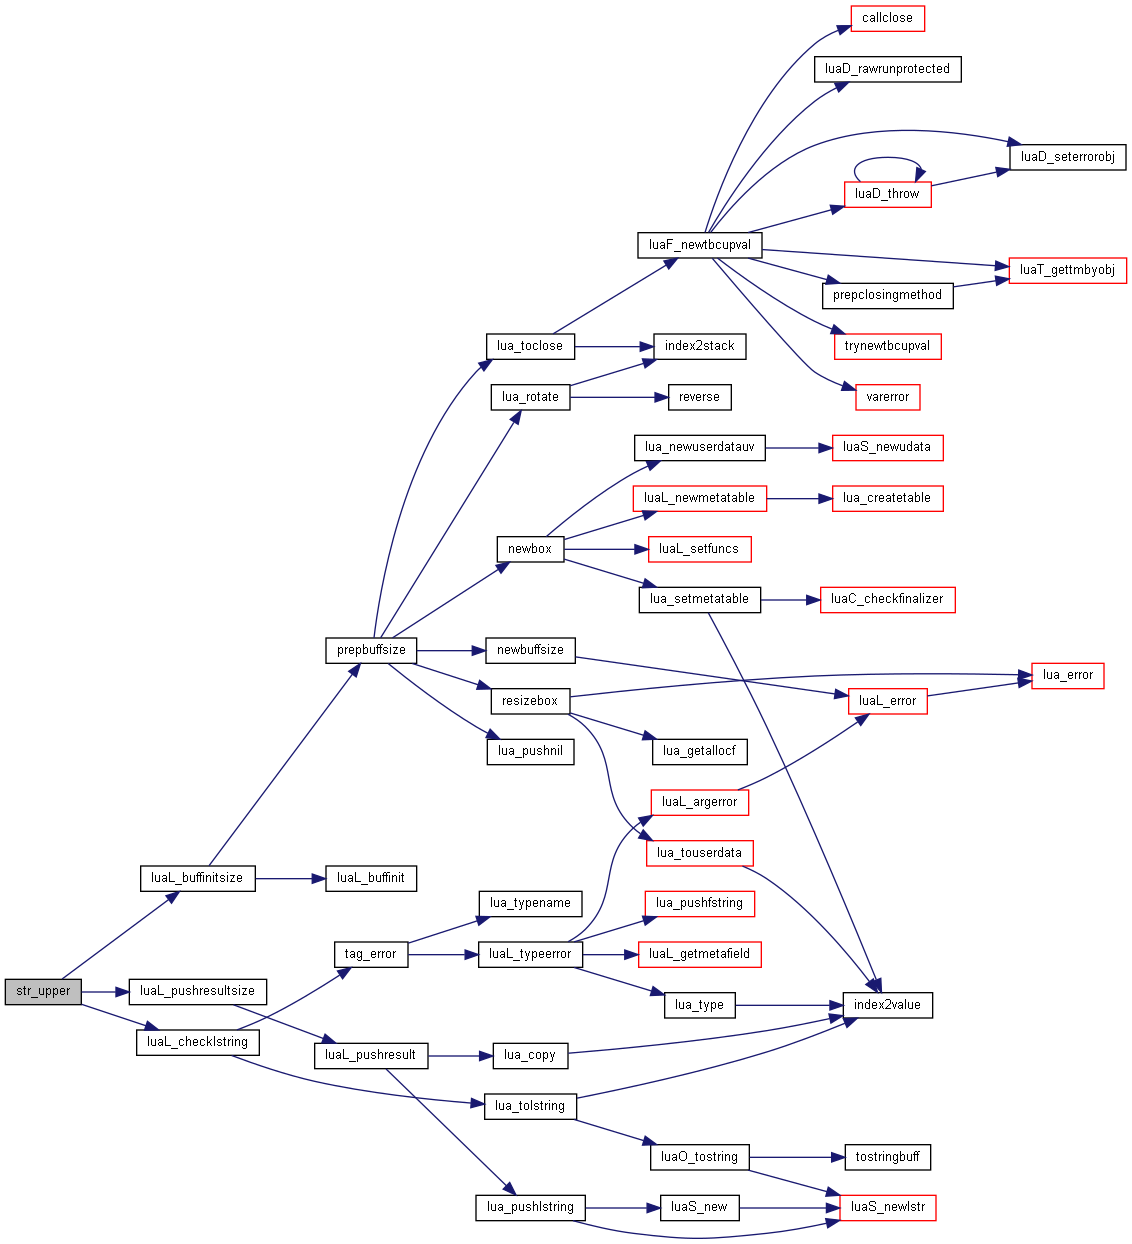 callclose
luaD_rawrunprotected
luaD_seterrorobj
luaD_throw
luaF_newtbcupval
luaT_gettmbyobj
prepclosingmethod
lua_toclose
index2stack
trynewtbcupval
lua_rotate
reverse
varerror
lua_newuserdatauv
luaS_newudata
luaL_newmetatable
lua_createtable
newbox
luaL_setfuncs
lua_setmetatable
luaC_checkfinalizer
prepbuffsize
newbuffsize
lua_error
resizebox
luaL_error
lua_pushnil
lua_getallocf
luaL_argerror
lua_touserdata
luaL_buffinitsize
luaL_buffinit
lua_typename
lua_pushfstring
tag_error
luaL_typeerror
luaL_getmetafield
str_upper
luaL_pushresultsize
lua_type
index2value
luaL_checklstring
luaL_pushresult
lua_copy
lua_tolstring
luaO_tostring
tostringbuff
lua_pushlstring
luaS_new
luaS_newlstr